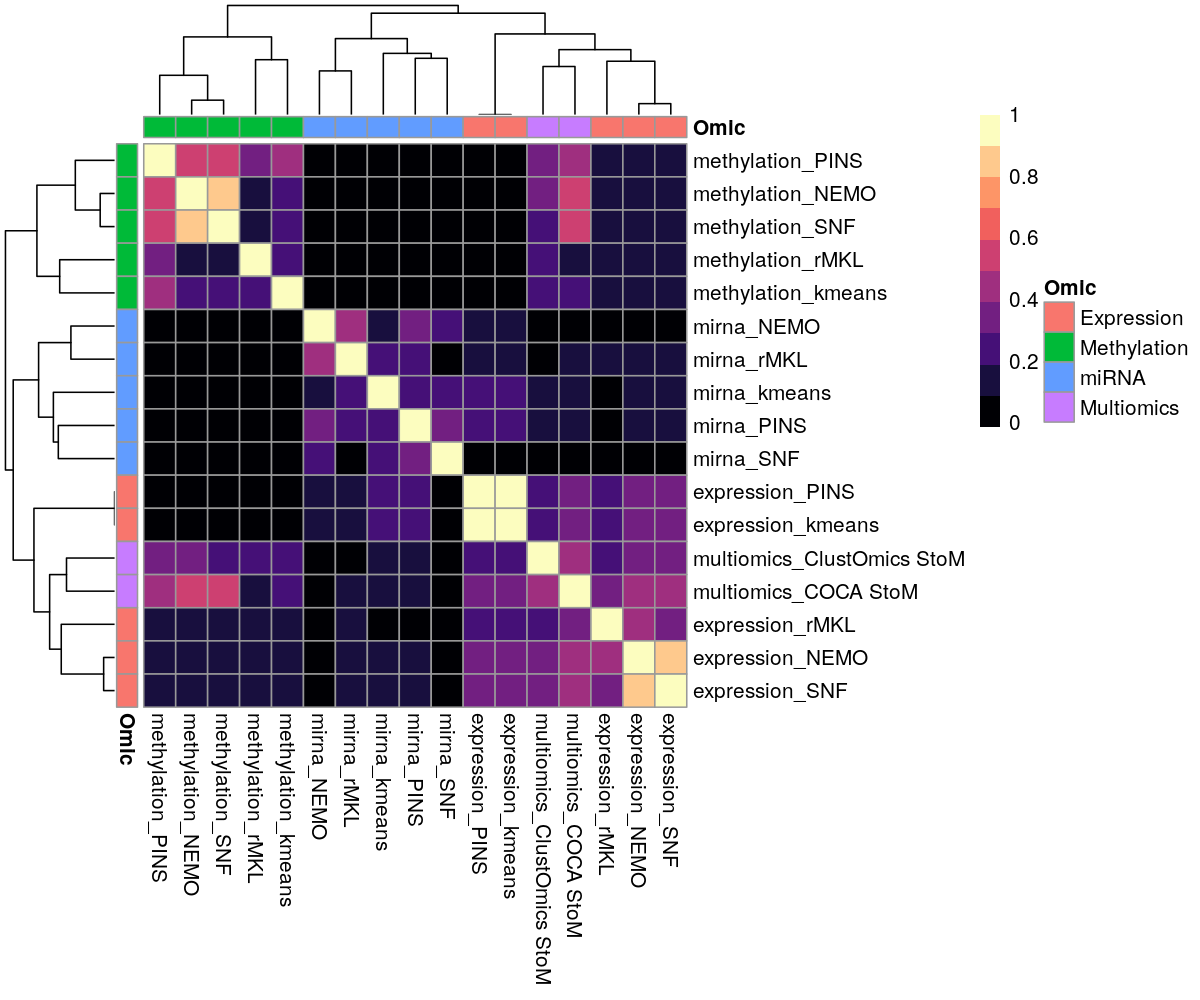 OmIc
methylation_PINS
methylation_NEMO
methylation_SNF
methylation_rMKL
methylation_kmeans
mirna_NEMO
mirna_rMKL
mirna_kmeans
mirna_PINS
mirna_SNF
expression_PINS
expression_kmeans
multiomics_ClustOmics StoM
multiomics_COCA StoM
expression_rMKL
expression_NEMO
expression_SNF
1
0.8
0.6
0.4
0.2
0
OmIc
Expression
Methylation
miRNA
Multiomics
OmIc
methylation_PINS
methylation_NEMO
methylation_SNF
methylation_rMKL
methylation_kmeans
mirna_NEMO
mirna_rMKL
mirna_kmeans
mirna_PINS
mirna_SNF
expression_PINS
expression_kmeans
multiomics_ClustOmics StoM
multiomics_COCA StoM
expression_rMKL
expression_NEMO
expression_SNF